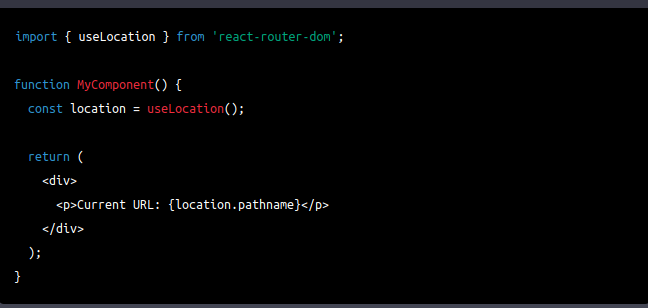 import { useLocation } from 'react-router-dom';
function MyComponent() {
  const location = useLocation();
  return (
    <div>
      <p>Current URL: {location.pathname}</p>
    </div>
  );
}